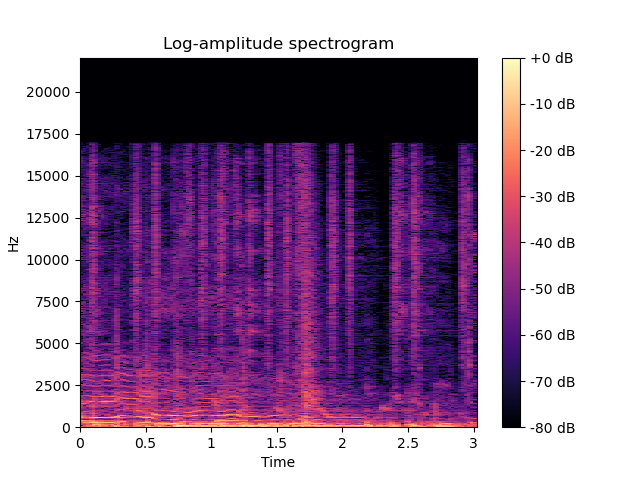 Log-amplitude spectrogram
Hz
20000
17500
15000
12500
10000
7500
5000
2500
0
0 0.5 1 1.5 2 2.5 3
Time
+0 dB
-10 dB
-20 dB
-30 dB
-40 dB
-50 dB
-60 dB
-70 dB
-80 dB